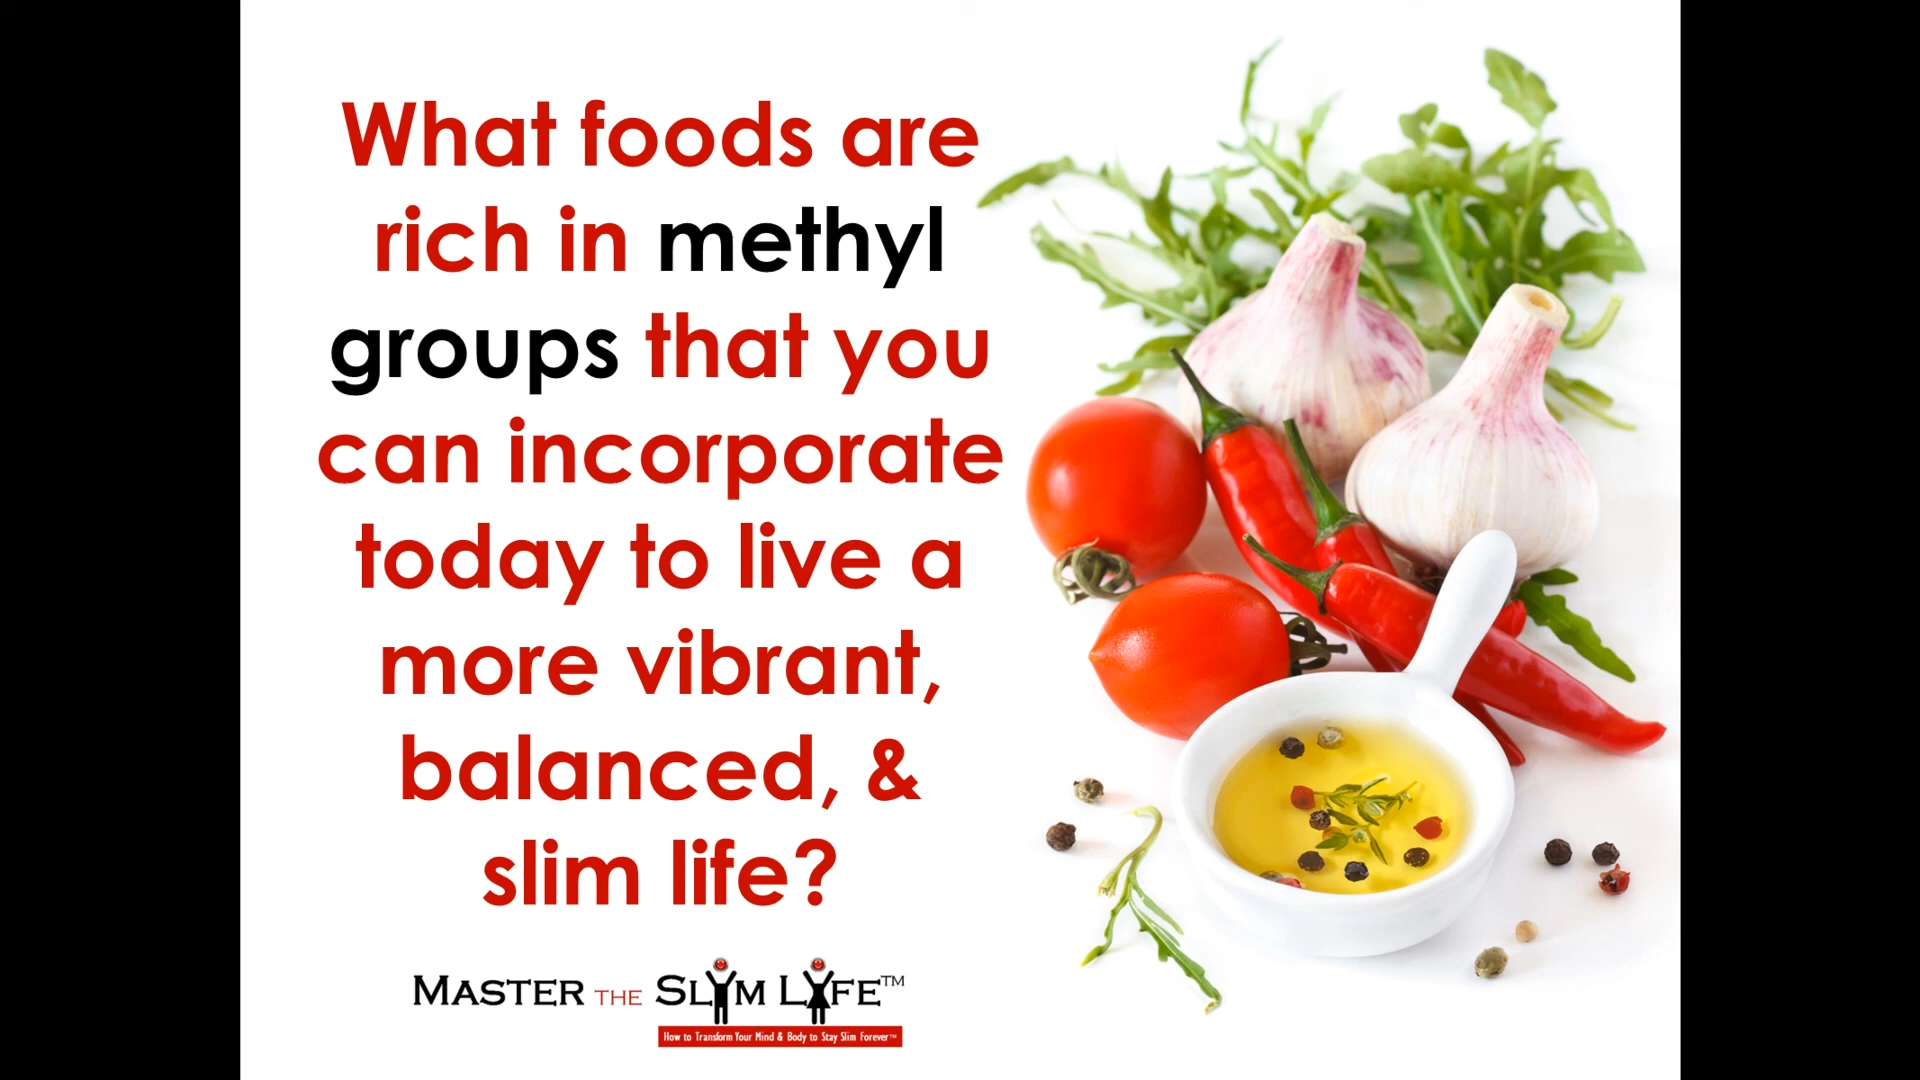 What foods are
rich in methyl
groups that you
can incorporate
today to live a
more vibrant,
balanced, &
slim life?
MASTER THE SLIM LIFE™
How to Transform Your Mind & Body to Stay Slim Forever™